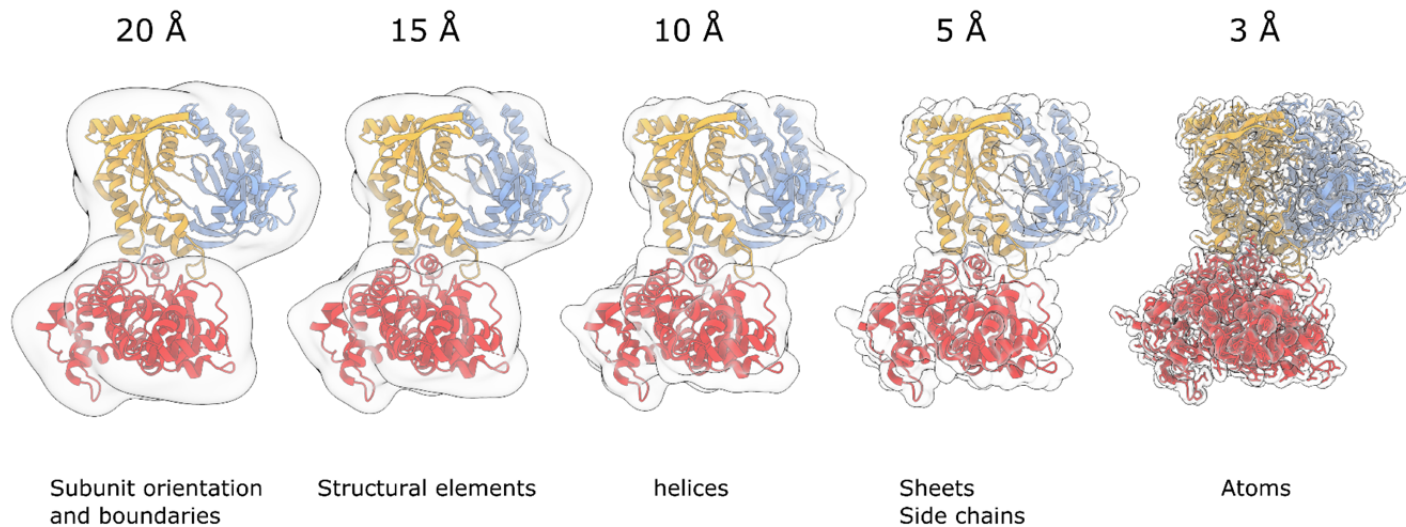 20 Å
15 Å
10 Å
5 Å
3 Å
Subunit orientation
and boundaries
Structural elements
helices
Sheets
Side chains
Atoms